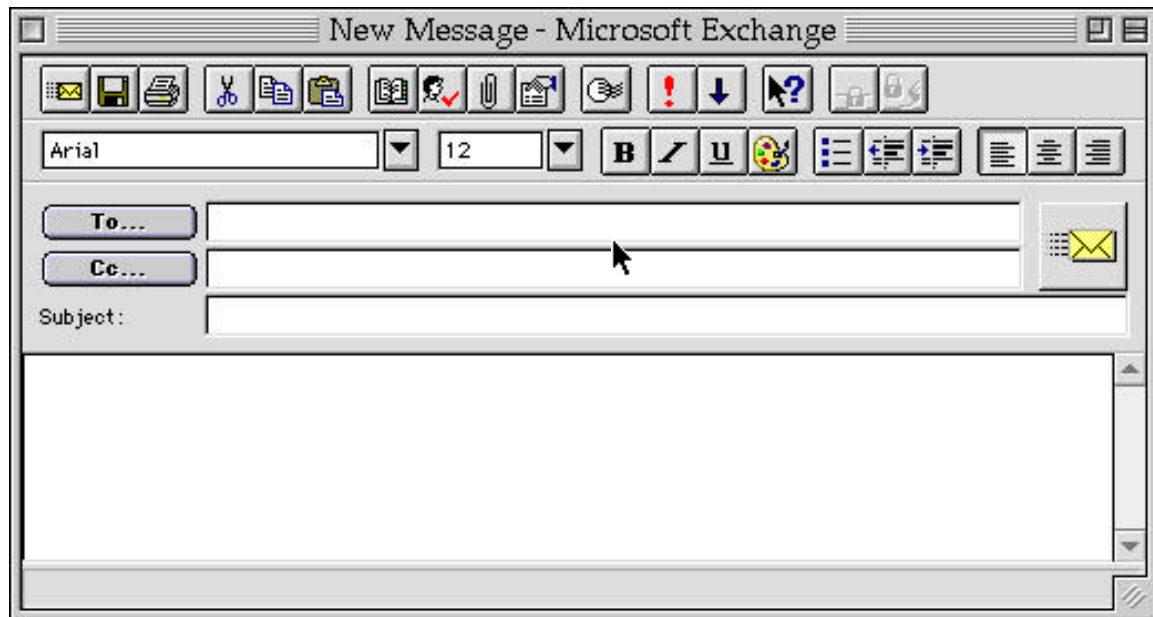 New Message - Microsoft Exchange
Arial 12 B I U
To...
Cc...
Subject: